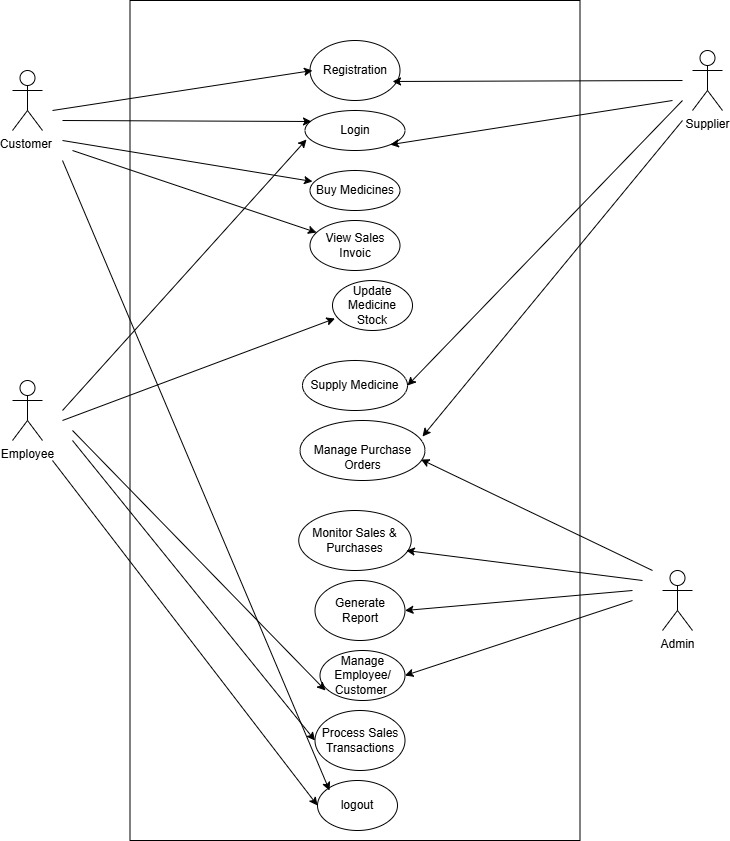 Registration
Supplier
Customer
Login
Buy Medicines
View Sales
Invoic
Update
Medicine
Stock
Supply Medicine
Employee
Manage Purchase
Orders
Monitor Sales &
Purchases
Generate
Report
Admin
Manage
Employee/
Customer
Process Sales
Transactions
logout